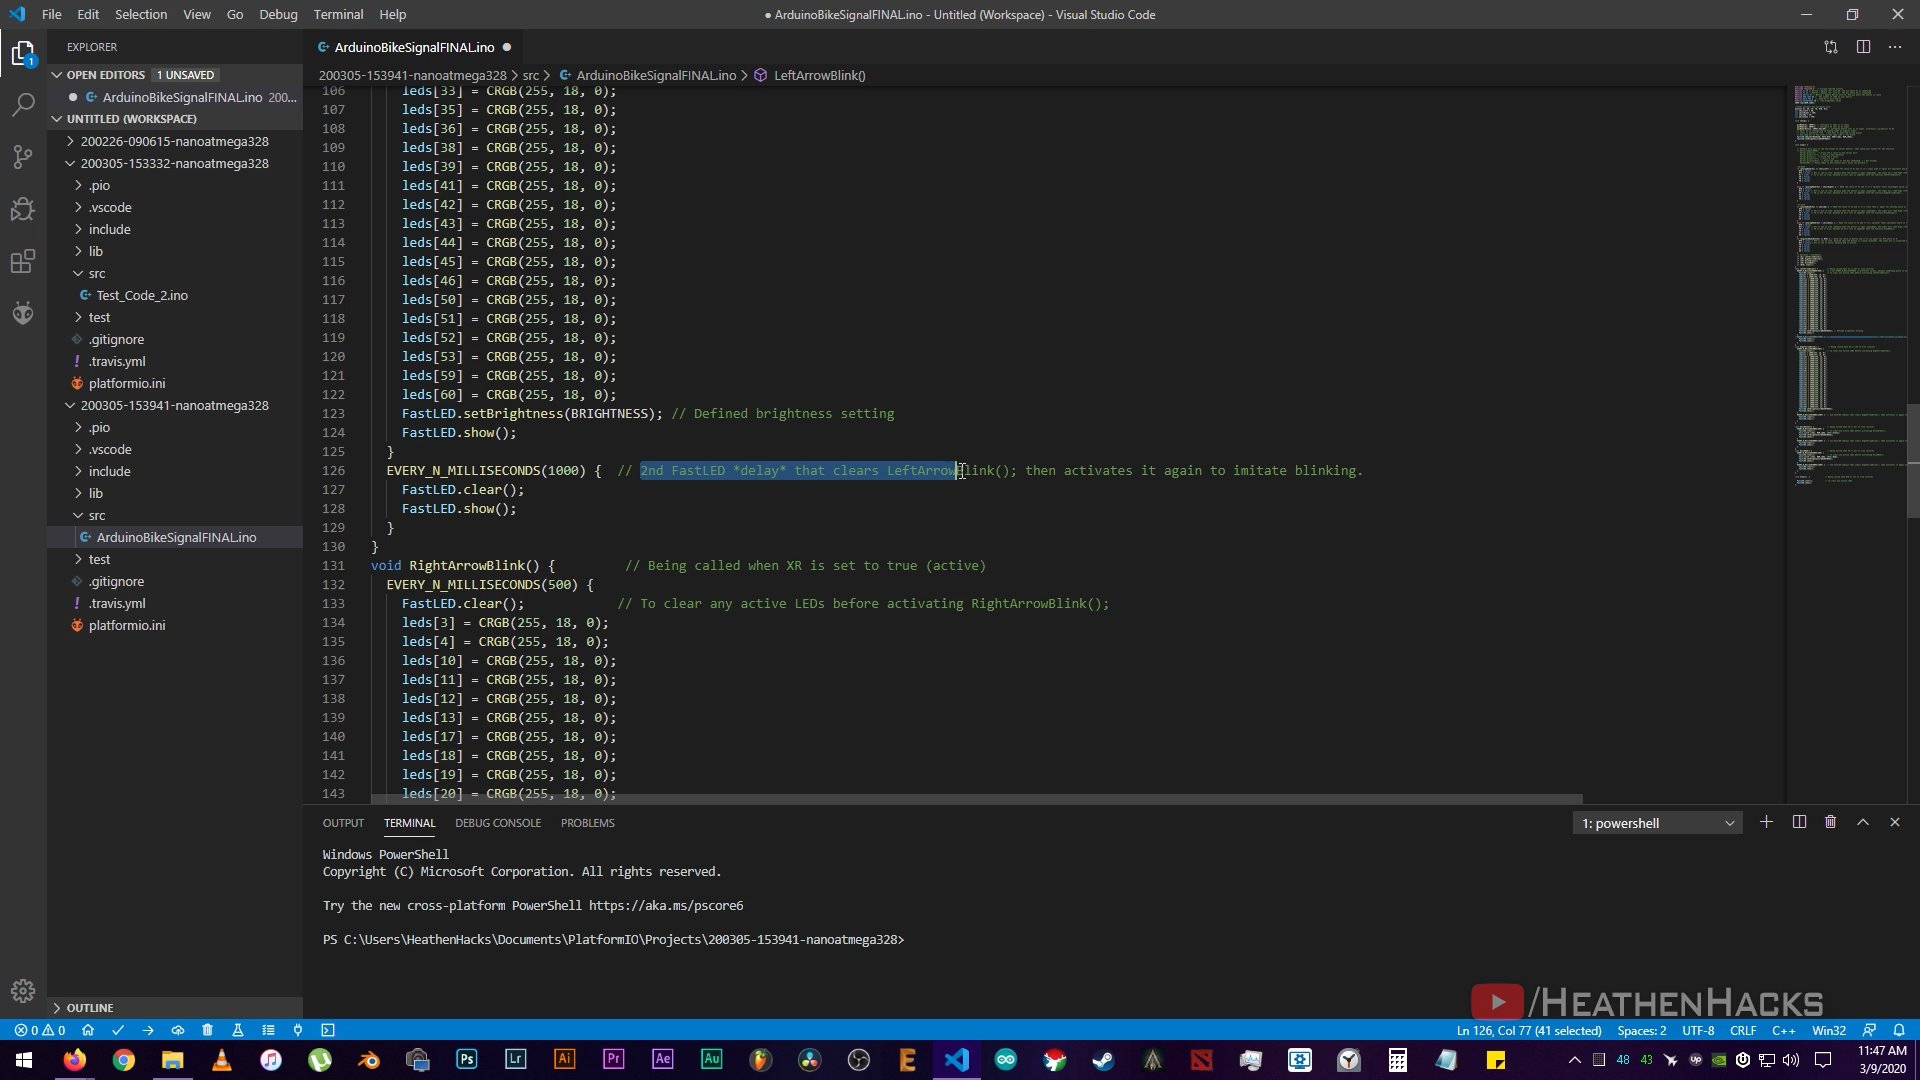 File Edit Selection View Go Debug Terminal Help
● ArduinoBikeSignalFINAL.ino - Untitled (Workspace) - Visual Studio Code
EXPLORER
OPEN EDITORS 1 UNSAVED
ArduinoBikeSignalFINAL.ino 200...
UNTITLED (WORKSPACE)
200226-090615-nanoatmega328
200305-153332-nanoatmega328
.pio
.vscode
include
lib
src
Test_Code_2.ino
test
.gitignore
.travis.yml
platformio.ini
200305-153941-nanoatmega328
.pio
.vscode
include
lib
src
ArduinoBikeSignalFINAL.ino
test
.gitignore
.travis.yml
platformio.ini
OUTLINE
1
ArduinoBikeSignalFINAL.ino
200305-153941-nanoatmega328 > src > ArduinoBikeSignalFINAL.ino > LeftArrowBlink()
106 leds[33] = CRGB(255, 18, 0);
107 leds[35] = CRGB(255, 18, 0);
108 leds[36] = CRGB(255, 18, 0);
109 leds[38] = CRGB(255, 18, 0);
110 leds[39] = CRGB(255, 18, 0);
111 leds[41] = CRGB(255, 18, 0);
112 leds[42] = CRGB(255, 18, 0);
113 leds[43] = CRGB(255, 18, 0);
114 leds[44] = CRGB(255, 18, 0);
115 leds[45] = CRGB(255, 18, 0);
116 leds[46] = CRGB(255, 18, 0);
117 leds[50] = CRGB(255, 18, 0);
118 leds[51] = CRGB(255, 18, 0);
119 leds[52] = CRGB(255, 18, 0);
120 leds[53] = CRGB(255, 18, 0);
121 leds[59] = CRGB(255, 18, 0);
122 leds[60] = CRGB(255, 18, 0);
123 FastLED.setBrightness(BRIGHTNESS); // Defined brightness setting
124 FastLED.show();
125 }
126 EVERY_N_MILLISECONDS(1000) { // 2nd FastLED *delay* that clears LeftArrowBlink(); then activates it again to imitate blinking.
127 FastLED.clear();
128 FastLED.show();
129 }
130 }
131 void RightArrowBlink() { // Being called when XR is set to true (active)
132 EVERY_N_MILLISECONDS(500) {
133 FastLED.clear(); // To clear any active LEDs before activating RightArrowBlink();
134 leds[3] = CRGB(255, 18, 0);
135 leds[4] = CRGB(255, 18, 0);
136 leds[10] = CRGB(255, 18, 0);
137 leds[11] = CRGB(255, 18, 0);
138 leds[12] = CRGB(255, 18, 0);
139 leds[13] = CRGB(255, 18, 0);
140 leds[17] = CRGB(255, 18, 0);
141 leds[18] = CRGB(255, 18, 0);
142 leds[19] = CRGB(255, 18, 0);
143 leds[20] = CRGB(255, 18, 0);
OUTPUT TERMINAL DEBUG CONSOLE PROBLEMS
1: powershell
Windows PowerShell
Copyright (C) Microsoft Corporation. All rights reserved.
Try the new cross-platform PowerShell https://aka.ms/pscore6
PS C:\Users\HeathenHacks\Documents\PlatformIO\Projects\200305-153941-nanoatmega328>
/HEATHENHACKS
0 0
Ln 126, Col 77 (41 selected) Spaces: 2 UTF-8 CRLF C++ Win32
Ps Lr Ai Pr Ae Au
48 43
11:47 AM
3/9/2020